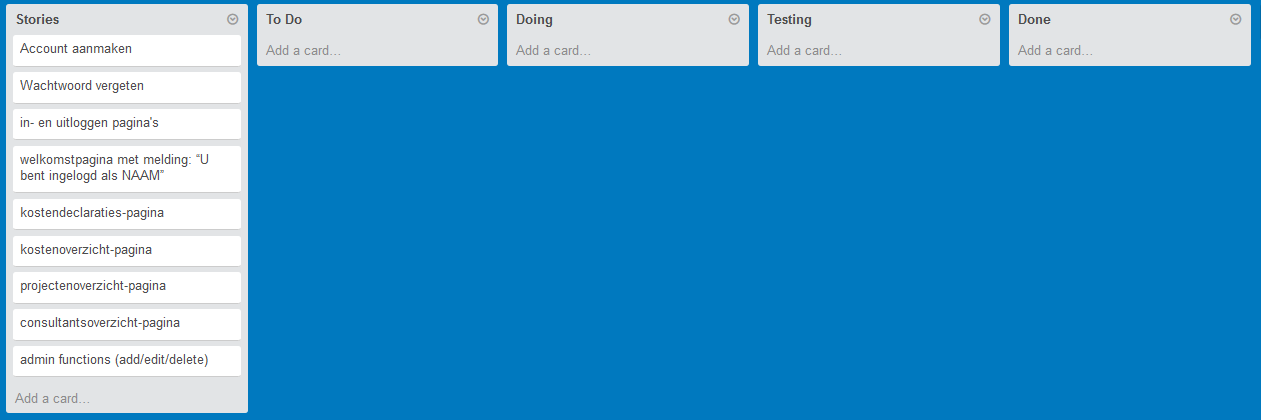 Stories
Account aanmaken
Wachtwoord vergeten
in- en uitloggen pagina's
welkomstpagina met melding: “U
bent ingelogd als NAAM”
kostendeclaraties-pagina
kostenoverzicht-pagina
projectenoverzicht-pagina
consultantsoverzicht-pagina
admin functions (add/edit/delete)
Add a card...
To Do
Add a card...
Doing
Add a card...
Testing
Add a card...
Done
Add a card...